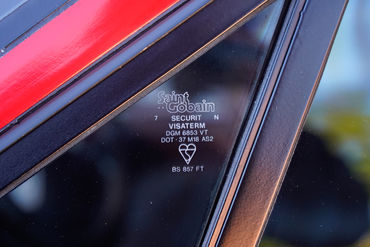 Saint
Gobain
7 SECURIT N
VISATERM
DGM 6853 VT
DOT · 37 M18 AS2
BS 857 FT